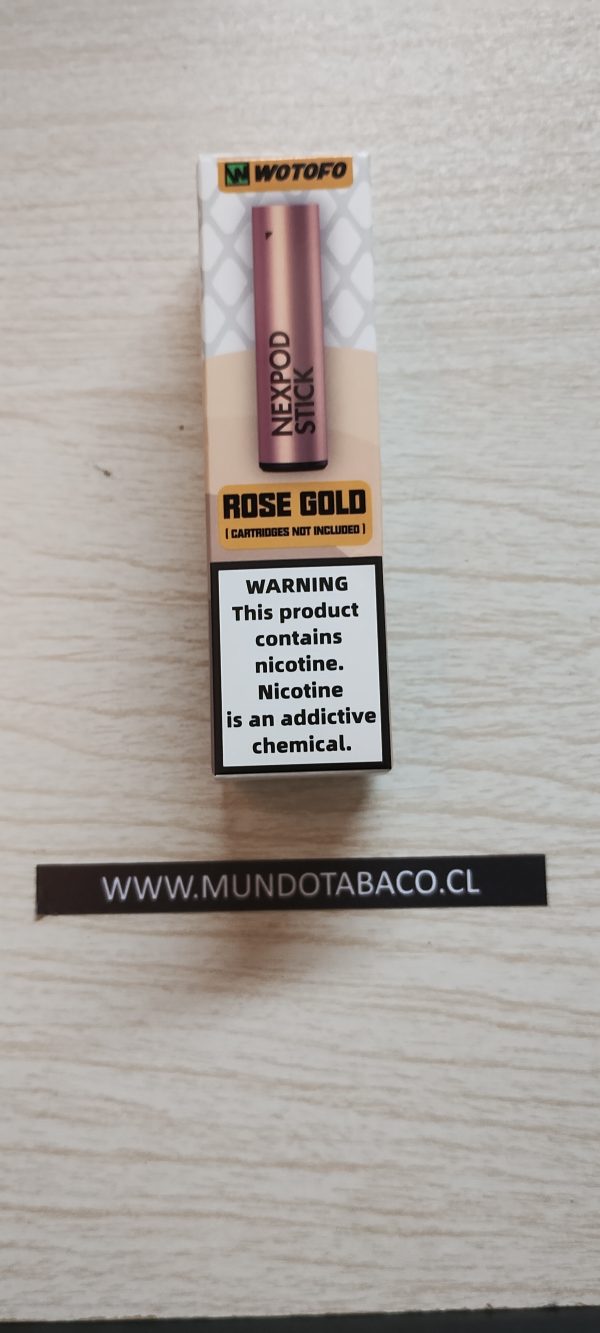 W WOTOFO
NEXPOD
STICK
ROSE GOLD
( CARTRIDGES NOT INCLUDED )
WARNING
This product
contains
nicotine.
Nicotine
is an addictive
chemical.
WWW.MUNDOTABACO.CL